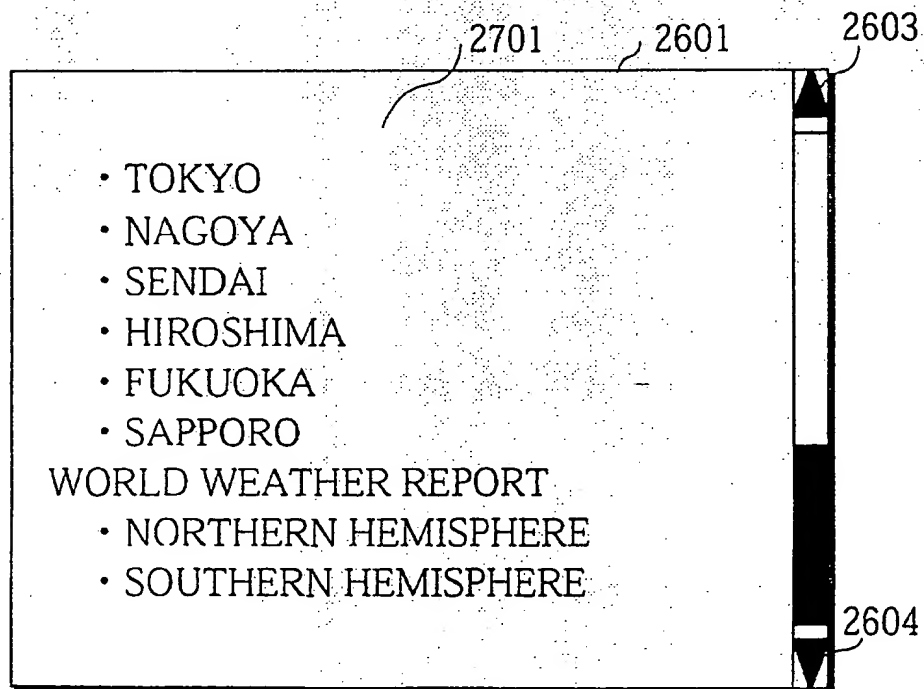 2603
2701 2601
・TOKYO
・NAGOYA
・SENDAI
・HIROSHIMA
・FUKUOKA
・SAPPORO
WORLD WEATHER REPORT
・NORTHERN HEMISPHERE
・SOUTHERN HEMISPHERE
2604